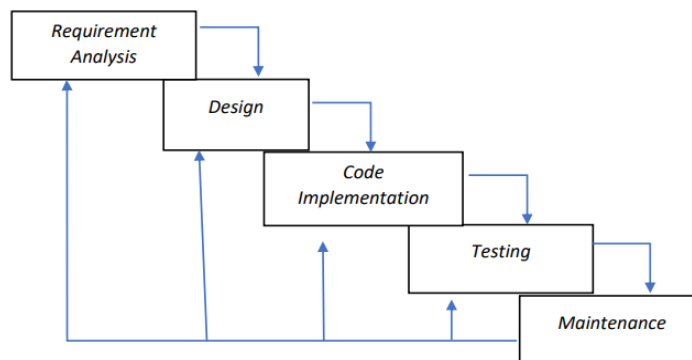 Requirement
Analysis
Design
Code
Implementation
Testing
Maintenance